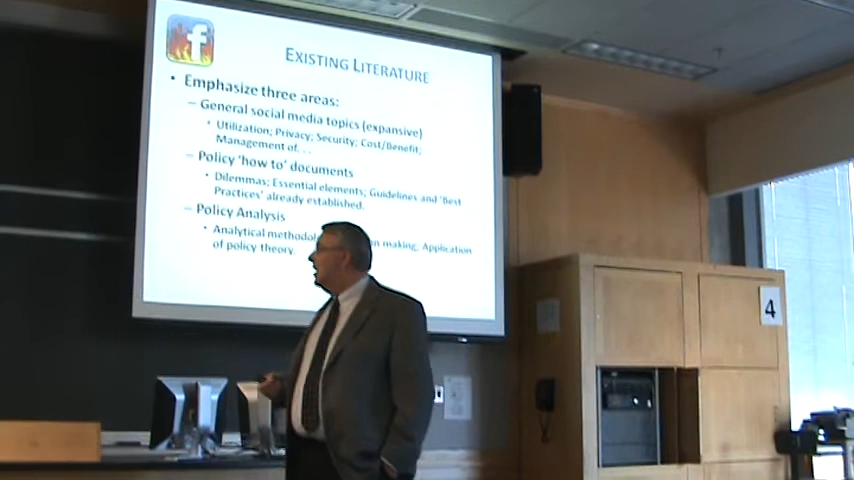 f
EXISTING LITERATURE
• Emphasize three areas:
– General social media topics (expansive)
• Utilization; Privacy; Security; Cost/Benefit;
Management of. . .
– Policy 'how to' documents
• Dilemmas; Essential elements; Guidelines and 'Best
Practices' already established.
– Policy Analysis
• Analytical making; Application
of policy theory.
4